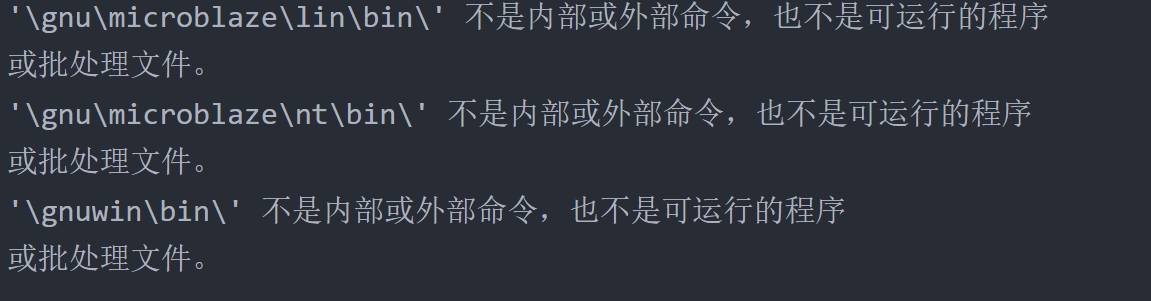 '\gnu\microblaze\lin\bin\' 不是内部或外部命令，也不是可运行的程序
或批处理文件。
'\gnu\microblaze\nt\bin\' 不是内部或外部命令，也不是可运行的程序
或批处理文件。
'\gnuwin\bin\' 不是内部或外部命令，也不是可运行的程序
或批处理文件。